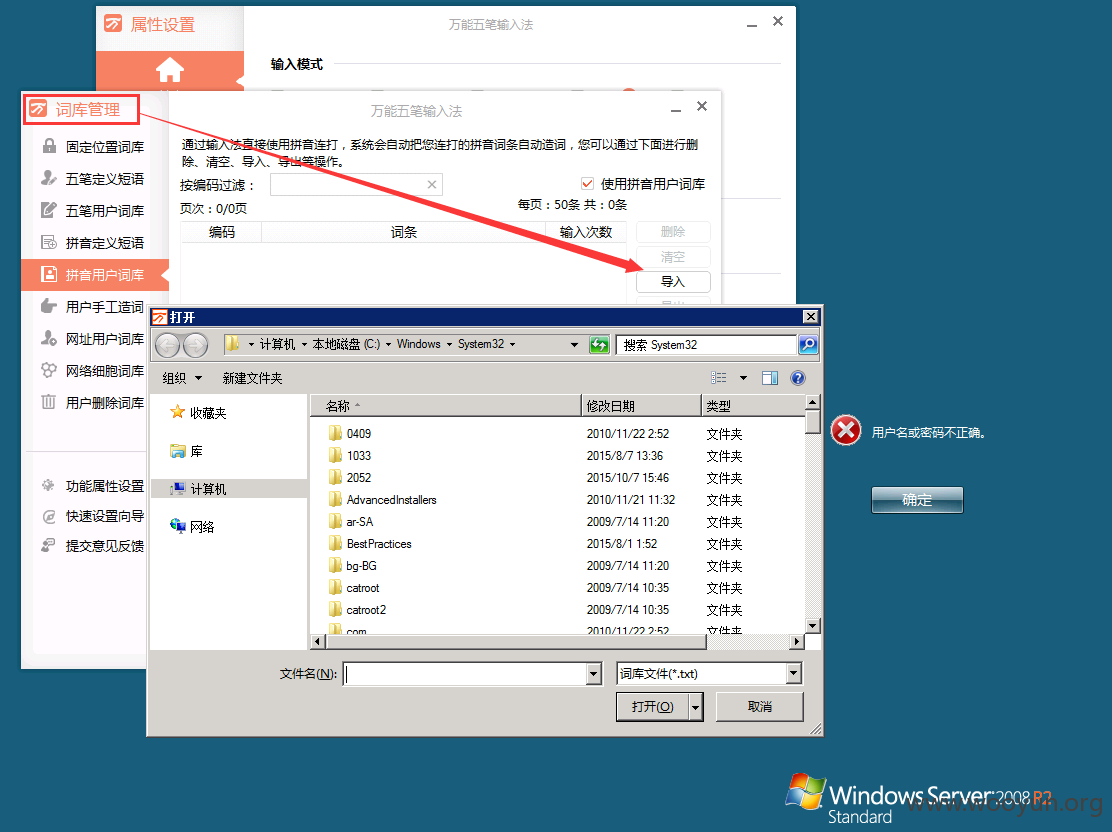 属性设置
万能五笔输入法
输入模式
词库管理
万能五笔输入法
固定位置词库
五笔定义短语
五笔用户词库
拼音定义短语
拼音用户词库
用户手工造词
网址用户词库
网络细胞词库
用户删除词库
功能属性设置
快速设置向导
提交意见反馈
通过输入法直接使用拼音连打，系统会自动把您连打的拼音词条自动造词，您可以通过下面进行删
除、清空、导入、导出等操作。
按编码过滤：
使用拼音用户词库
页次：0/0页
每页：50条 共：0条
编码 词条 输入次数
删除
清空
导入
打开
计算机 本地磁盘 (C:) Windows System32
搜索 System32
组织 新建文件夹
收藏夹
库
计算机
网络
名称 修改日期 类型
0409 2010/11/22 2:52 文件夹
1033 2015/8/7 13:36 文件夹
2052 2015/10/7 15:46 文件夹
AdvancedInstallers 2010/11/21 11:32 文件夹
ar-SA 2009/7/14 11:20 文件夹
BestPractices 2015/8/1 1:52 文件夹
bg-BG 2009/7/14 11:20 文件夹
catroot 2009/7/14 10:35 文件夹
catroot2 2009/7/14 10:35 文件夹
com 2010/11/22 2:52 文件夹
文件名(N):
词库文件(*.txt)
打开(O)
取消
用户名或密码不正确。
确定
Windows Server 2008 R2
Standard
www.wooyun.org